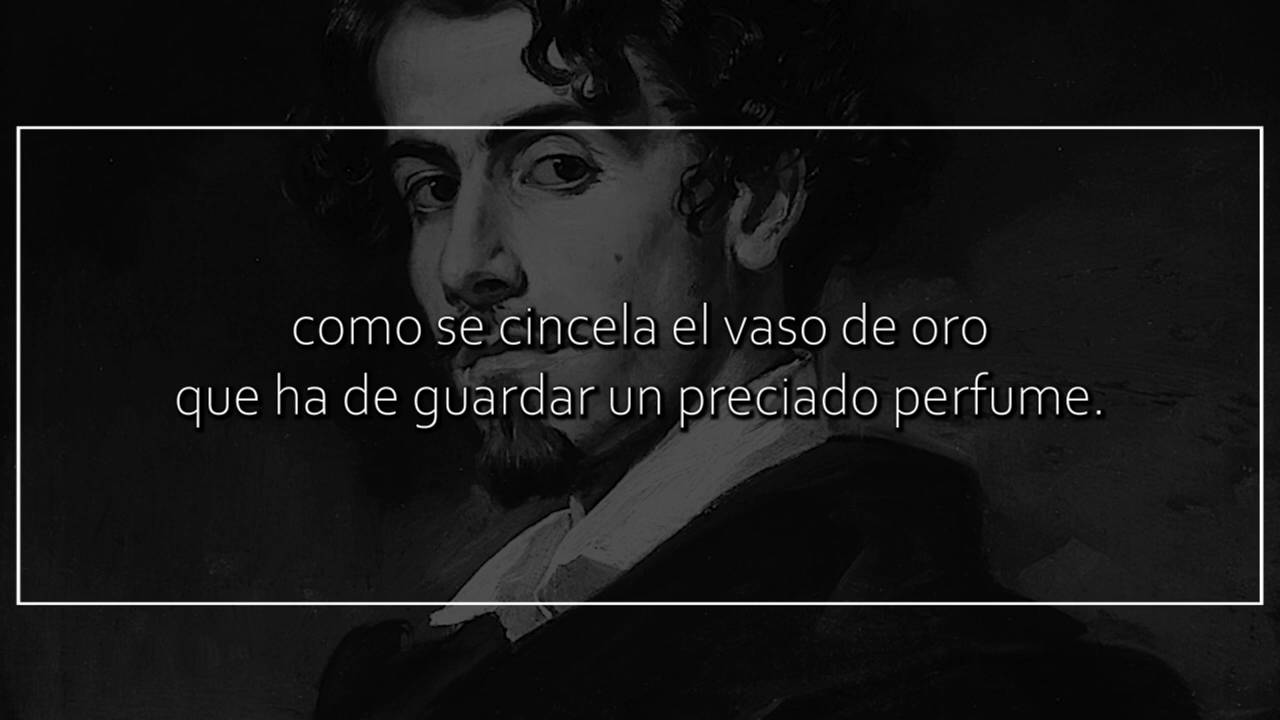 como se cincela el vaso de oro
que ha de guardar un preciado perfume.